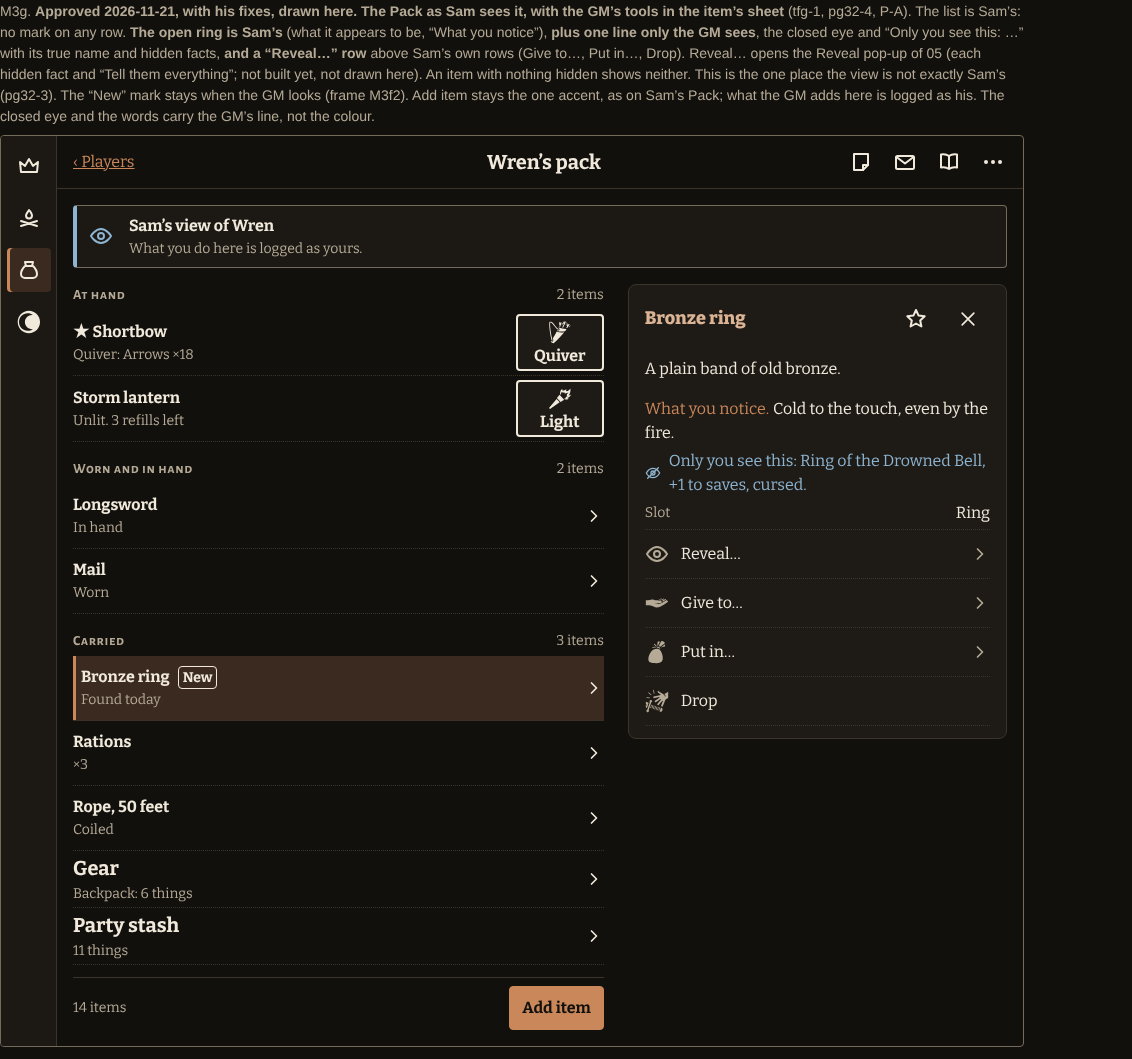 M3g. Approved 2026-11-21, with his fixes, drawn here. The Pack as Sam sees it, with the GM’s tools in the item’s sheet (tfg-1, pg32-4, P-A). The list is Sam’s:
no mark on any row. The open ring is Sam’s (what it appears to be, “What you notice”), plus one line only the GM sees, the closed eye and “Only you see this: …”
with its true name and hidden facts, and a “Reveal…” row above Sam’s own rows (Give to…, Put in…, Drop). Reveal… opens the Reveal pop-up of 05 (each
hidden fact and “Tell them everything”; not built yet, not drawn here). An item with nothing hidden shows neither. This is the one place the view is not exactly Sam’s
(pg32-3). The “New” mark stays when the GM looks (frame M3f2). Add item stays the one accent, as on Sam’s Pack; what the GM adds here is logged as his. The
closed eye and the words carry the GM’s line, not the colour.
‹ Players
Wren’s pack
Sam’s view of Wren
What you do here is logged as yours.
At hand
2 items
★ Shortbow
Quiver: Arrows ×18
Quiver
Storm lantern
Unlit. 3 refills left
Light
Worn and in hand
2 items
Longsword
In hand
Mail
Worn
Carried
3 items
Bronze ring New
Found today
Rations
×3
Rope, 50 feet
Coiled
Gear
Backpack: 6 things
Party stash
11 things
14 items
Add item
Bronze ring
A plain band of old bronze.
What you notice. Cold to the touch, even by the
fire.
Only you see this: Ring of the Drowned Bell,
+1 to saves, cursed.
Slot
Ring
Reveal…
Give to…
Put in…
Drop